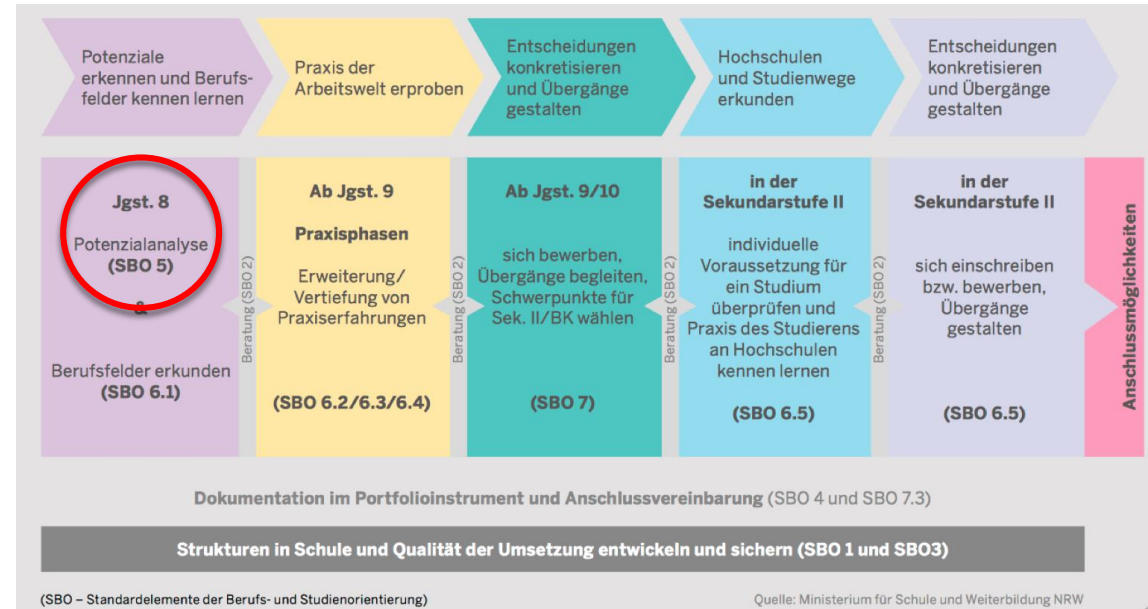 Potenziale
erkennen und Berufs-
felder kennen lernen
Praxis der
Arbeitswelt erproben
Entscheidungen
konkretisieren
und Übergänge
gestalten
Hochschulen
und Studienwege
erkunden
Entscheidungen
konkretisieren
und Übergänge
gestalten
Jgst. 8
Potenzialanalyse
(SBO 5)
&
Berufsfelder erkunden
(SBO 6.1)
Beratung (SBO 2)
Ab Jgst. 9
Praxisphasen
Erweiterung/
Vertiefung von
Praxiserfahrungen
(SBO 6.2/6.3/6.4)
Beratung (SBO 2)
Ab Jgst. 9/10
sich bewerben,
Übergänge begleiten,
Schwerpunkte für
Sek. II/BK wählen
(SBO 7)
Beratung (SBO 2)
in der
Sekundarstufe II
individuelle
Voraussetzung für
ein Studium
überprüfen und
Praxis des Studierens
an Hochschulen
kennen lernen
(SBO 6.5)
Beratung (SBO 2)
in der
Sekundarstufe II
sich einschreiben
bzw. bewerben,
Übergänge
gestalten
(SBO 6.5)
Anschlussmöglichkeiten
Dokumentation im Portfolioinstrument und Anschlussvereinbarung (SBO 4 und SBO 7.3)
Strukturen in Schule und Qualität der Umsetzung entwickeln und sichern (SBO 1 und SBO3)
(SBO – Standardelemente der Berufs- und Studienorientierung)
Quelle: Ministerium für Schule und Weiterbildung NRW